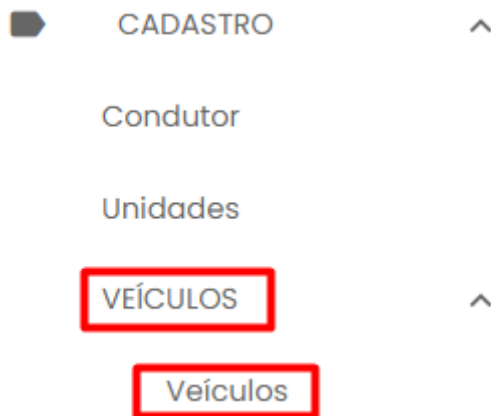 CADASTRO
Condutor
Unidades
VEÍCULOS
Veículos